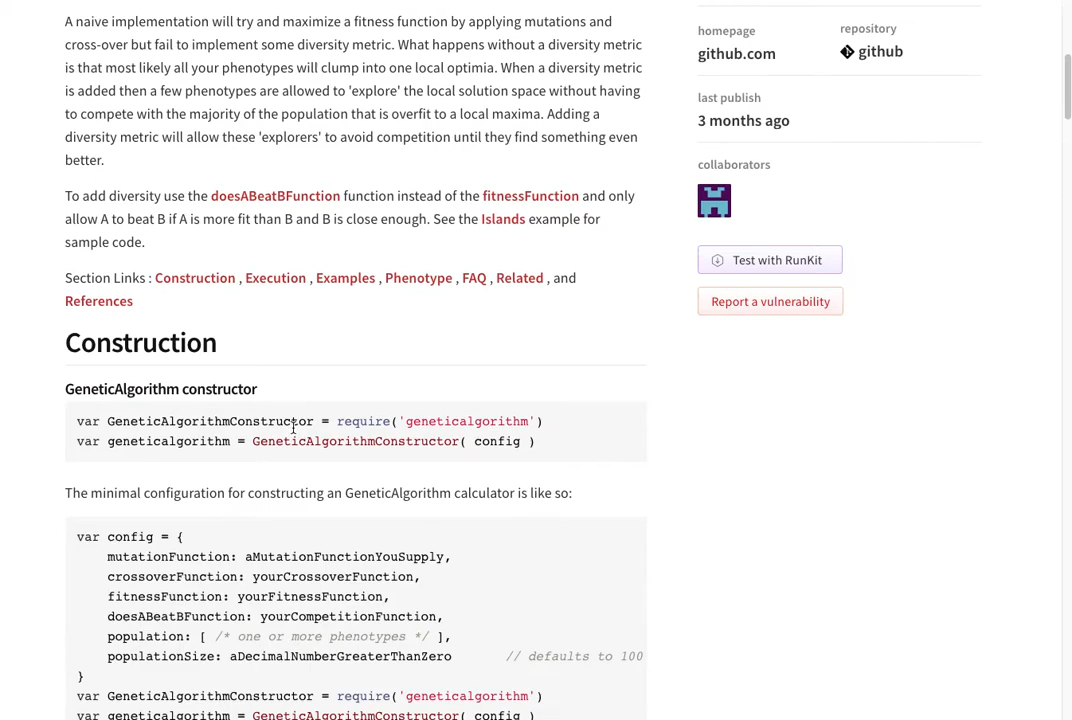 A naive implementation will try and maximize a fitness function by applying mutations and
cross-over but fail to implement some diversity metric. What happens without a diversity metric
is that most likely all your phenotypes will clump into one local optimia. When a diversity metric
is added then a few phenotypes are allowed to 'explore' the local solution space without having
to compete with the majority of the population that is overfit to a local maxima. Adding a
diversity metric will allow these 'explorers' to avoid competition until they find something even
better.
To add diversity use the doesABeatBFunction function instead of the fitnessFunction and only
allow A to beat B if A is more fit than B and B is close enough. See the Islands example for
sample code.
Section Links : Construction , Execution , Examples , Phenotype , FAQ , Related , and
References
Construction
GeneticAlgorithm constructor
var GeneticAlgorithmConstructor = require('geneticalgorithm')
var geneticalgorithm = GeneticAlgorithmConstructor( config )
The minimal configuration for constructing an GeneticAlgorithm calculator is like so:
var config = {
    mutationFunction: aMutationFunctionYouSupply,
    crossoverFunction: yourCrossoverFunction,
    fitnessFunction: yourFitnessFunction,
    doesABeatBFunction: yourCompetitionFunction,
    population: [ /* one or more phenotypes */ ],
    populationSize: aDecimalNumberGreaterThanZero       // defaults to 100
}
var GeneticAlgorithmConstructor = require('geneticalgorithm')
var geneticalgorithm = GeneticAlgorithmConstructor( config )
homepage
github.com
repository
github
last publish
3 months ago
collaborators
Test with RunKit
Report a vulnerability